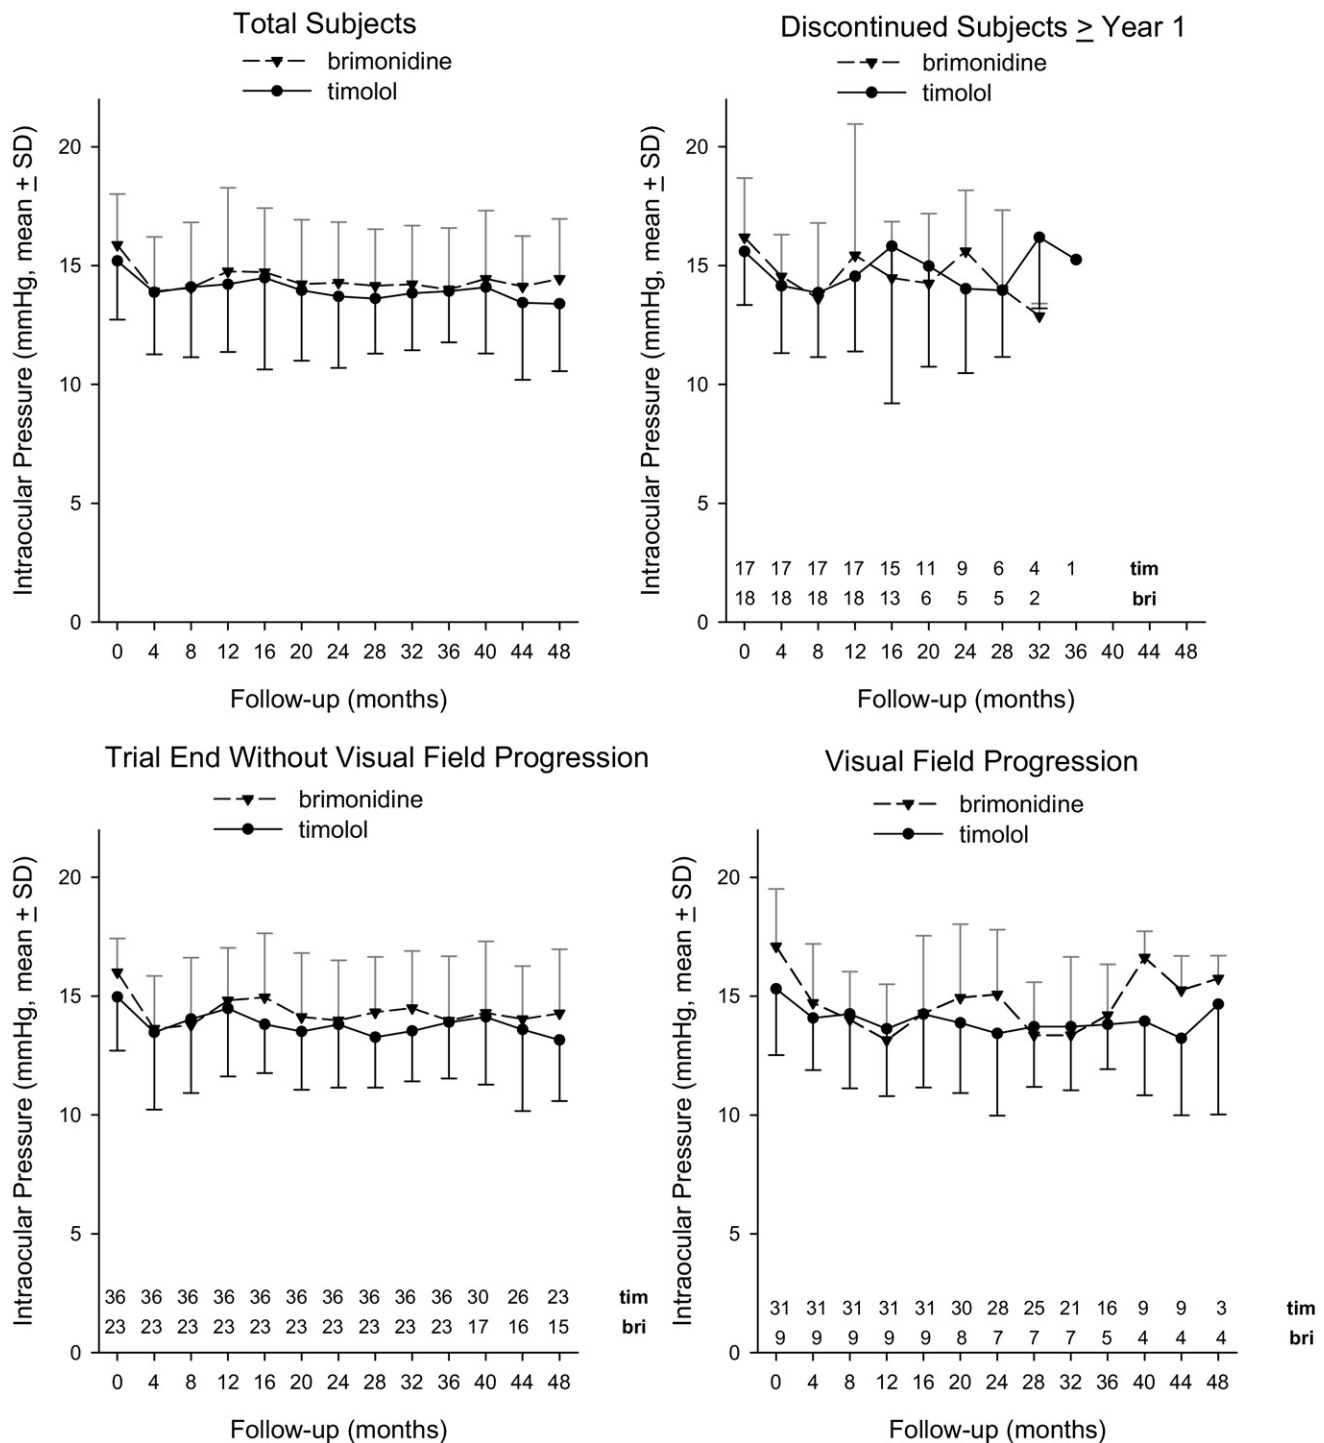 Total Subjects
brimonidine
timolol
Intraocular Pressure (mmHg, mean ± SD)
20
15
10
5
0
0 4 8 12 16 20 24 28 32 36 40 44 48
Follow-up (months)
Discontinued Subjects ≥ Year 1
brimonidine
timolol
Intraocular Pressure (mmHg, mean ± SD)
20
15
10
5
0
17 17 17 17 15 11 9 6 4 1 tim
18 18 18 18 13 6 5 5 2 bri
0 4 8 12 16 20 24 28 32 36 40 44 48
Follow-up (months)
Trial End Without Visual Field Progression
brimonidine
timolol
Intraocular Pressure (mmHg, mean ± SD)
20
15
10
5
0
36 36 36 36 36 36 36 36 36 36 30 26 23 tim
23 23 23 23 23 23 23 23 23 23 17 16 15 bri
0 4 8 12 16 20 24 28 32 36 40 44 48
Follow-up (months)
Visual Field Progression
brimonidine
timolol
Intraocular Pressure (mmHg, mean ± SD)
20
15
10
5
0
31 31 31 31 31 30 28 25 21 16 9 9 3 tim
9 9 9 9 9 8 7 7 7 5 4 4 4 bri
0 4 8 12 16 20 24 28 32 36 40 44 48
Follow-up (months)